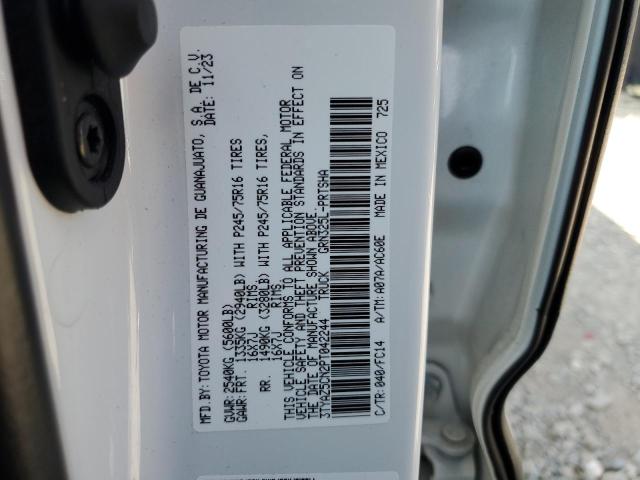 MFD.BY: TOYOTA MOTOR MANUFACTURING DE GUANAJUATO, S.A. DE C.V.
DATE: 11/23
GVWR: 2540KG (5600LB)
GAWR: FRT. 1335KG (2940LB) WITH P245/75R16 TIRES
16X7J RIMS,
RR. 1490KG (3280LB) WITH P245/75R16 TIRES,
16X7J RIMS,
THIS VEHICLE CONFORMS TO ALL APPLICABLE FEDERAL MOTOR
VEHICLE SAFETY AND THEFT PREVENTION STANDARDS IN EFFECT ON
THE DATE OF MANUFACTURE SHOWN ABOVE.
3TYAZ5CN2PT042244 TRUCK GRN325L-PRTSHA
C/TR: 040/FC14 A/TM: A07A/AC60E MADE IN MEXICO 725